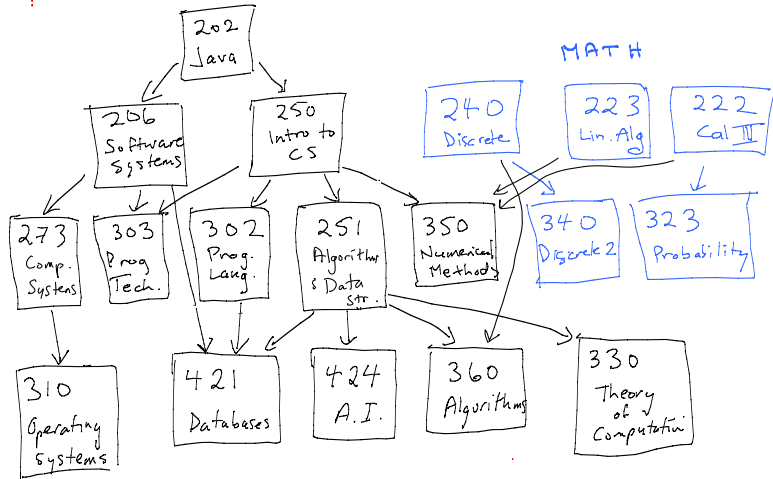 202
Java
MATH
206
Software
Systems
250
Intro to
CS
240
Discrete
223
Lin. Alg
222
Cal IV
273
Comp.
Systems
303
Prog
Tech.
302
Prog.
Lang.
251
Algorithms
& Data
Str.
350
Numerical
Methods
340
Discrete 2
323
Probability
310
Operating
Systems
421
Databases
424
A.I.
360
Algorithms
330
Theory
of
Computation